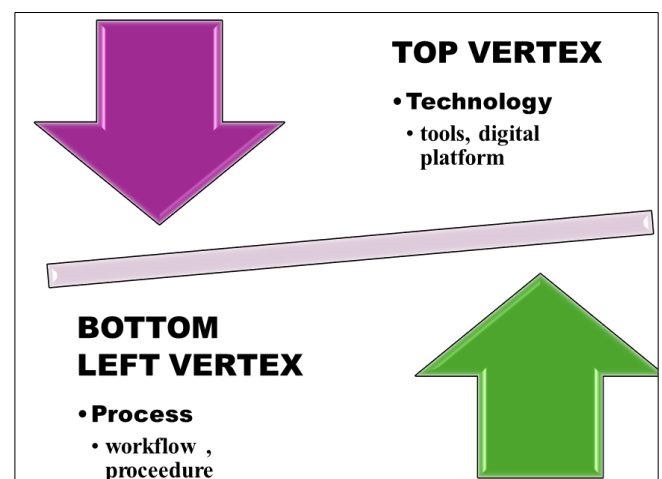 TOP VERTEX
• Technology
• tools, digital
platform
BOTTOM
LEFT VERTEX
• Process
• workflow ,
proceedure